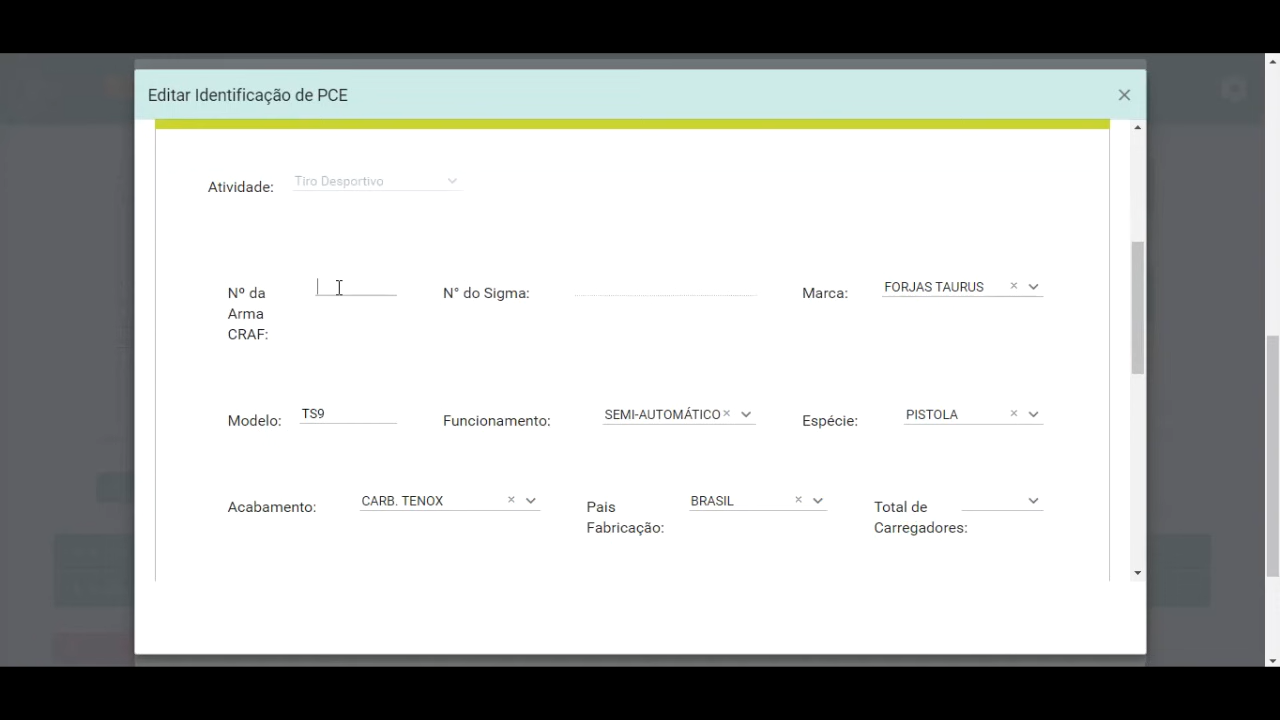 Editar Identificação de PCE
Atividade: Tiro Desportivo
Nº da
Arma
CRAF:
N° do Sigma:
Marca: FORJAS TAURUS
Modelo: TS9
Funcionamento: SEMI-AUTOMÁTICO
Espécie: PISTOLA
Acabamento: CARB. TENOX
Pais
Fabricação:
BRASIL
Total de
Carregadores: